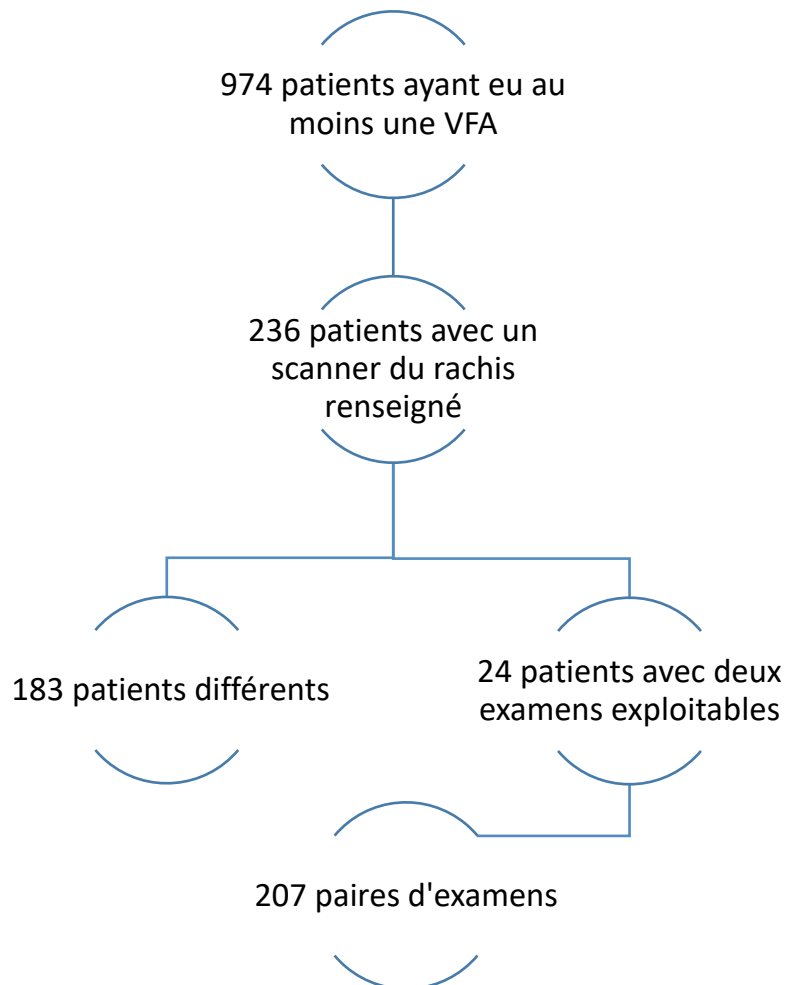 974 patients ayant eu au
moins une VFA
236 patients avec un
scanner du rachis
renseigné
183 patients différents
24 patients avec deux
examens exploitables
207 paires d'examens